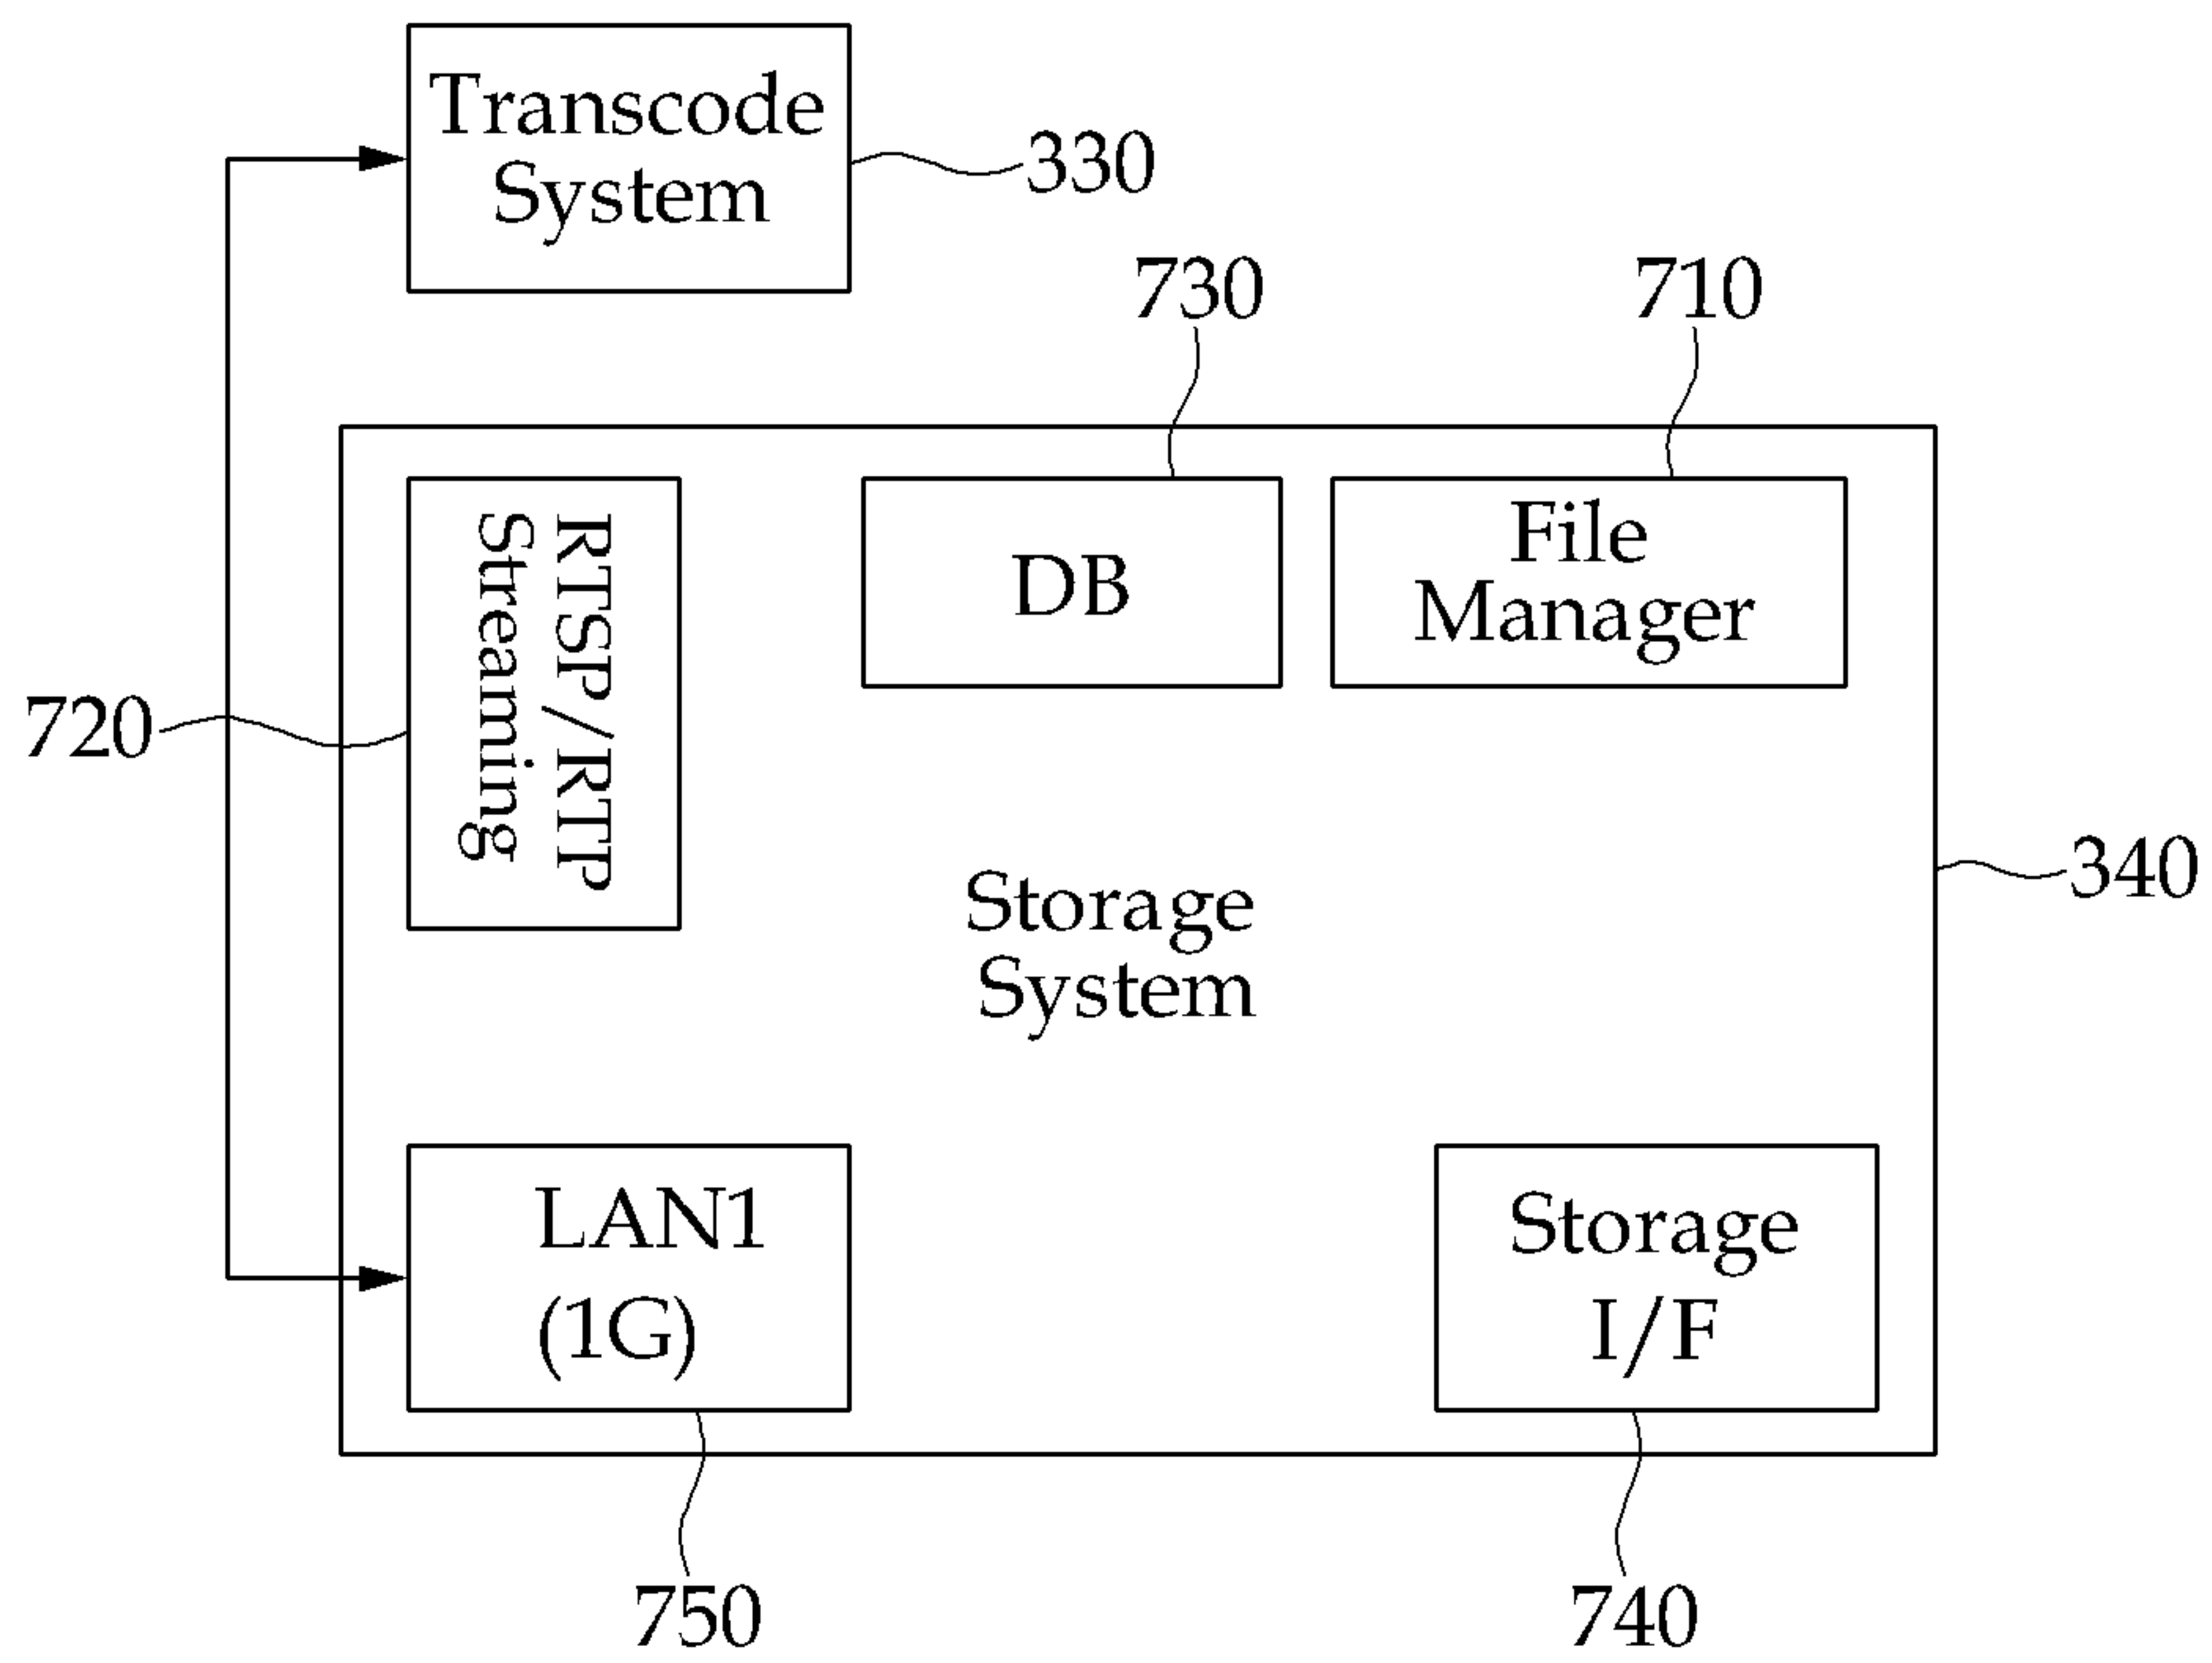 Transcode
System
330
730
710
RTSP/RTP
Streaming
DB
File
Manager
720
Storage
System
340
LAN1
(1G)
Storage
I/F
750
740